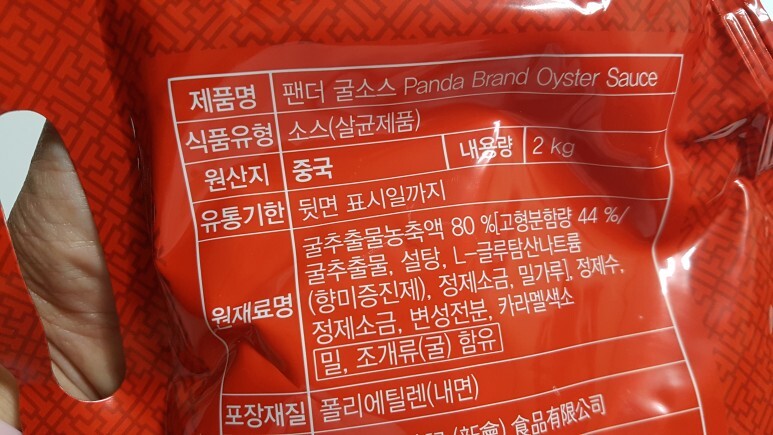 제품명 팬더 굴소스 Panda Brand Oyster Sauce
식품유형 소스(살균제품)
원산지 중국 내용량 2 kg
유통기한 뒷면 표시일까지
원재료명 굴추출물농축액 80 %[고형분함량 44 %/
굴추출물, 설탕, L-글루탐산나트륨
(향미증진제), 정제소금, 밀가루], 정제수,
정제소금, 변성전분, 카라멜색소
밀, 조개류(굴) 함유
포장재질 폴리에틸렌(내면)
(新會) 食品有限公司